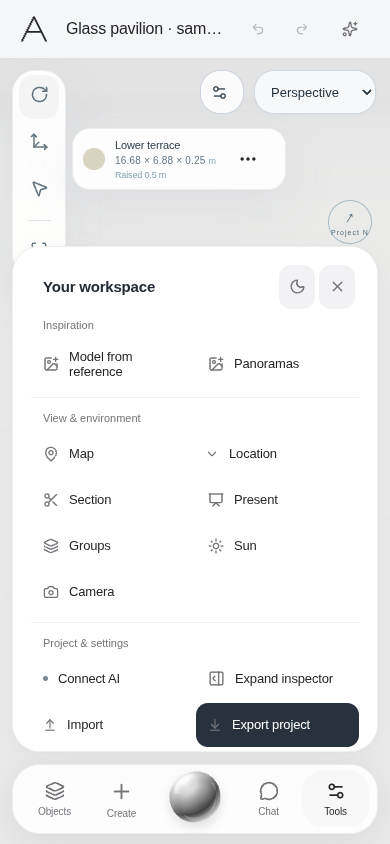 Glass pavilion · sam…
Perspective
Lower terrace
16.68 × 6.88 × 0.25 m
Raised 0.5 m
Project N
Your workspace
Inspiration
Model from
reference
Panoramas
View & environment
Map
Location
Section
Present
Groups
Sun
Camera
Project & settings
Connect AI
Expand inspector
Import
Export project
Objects
Create
Chat
Tools